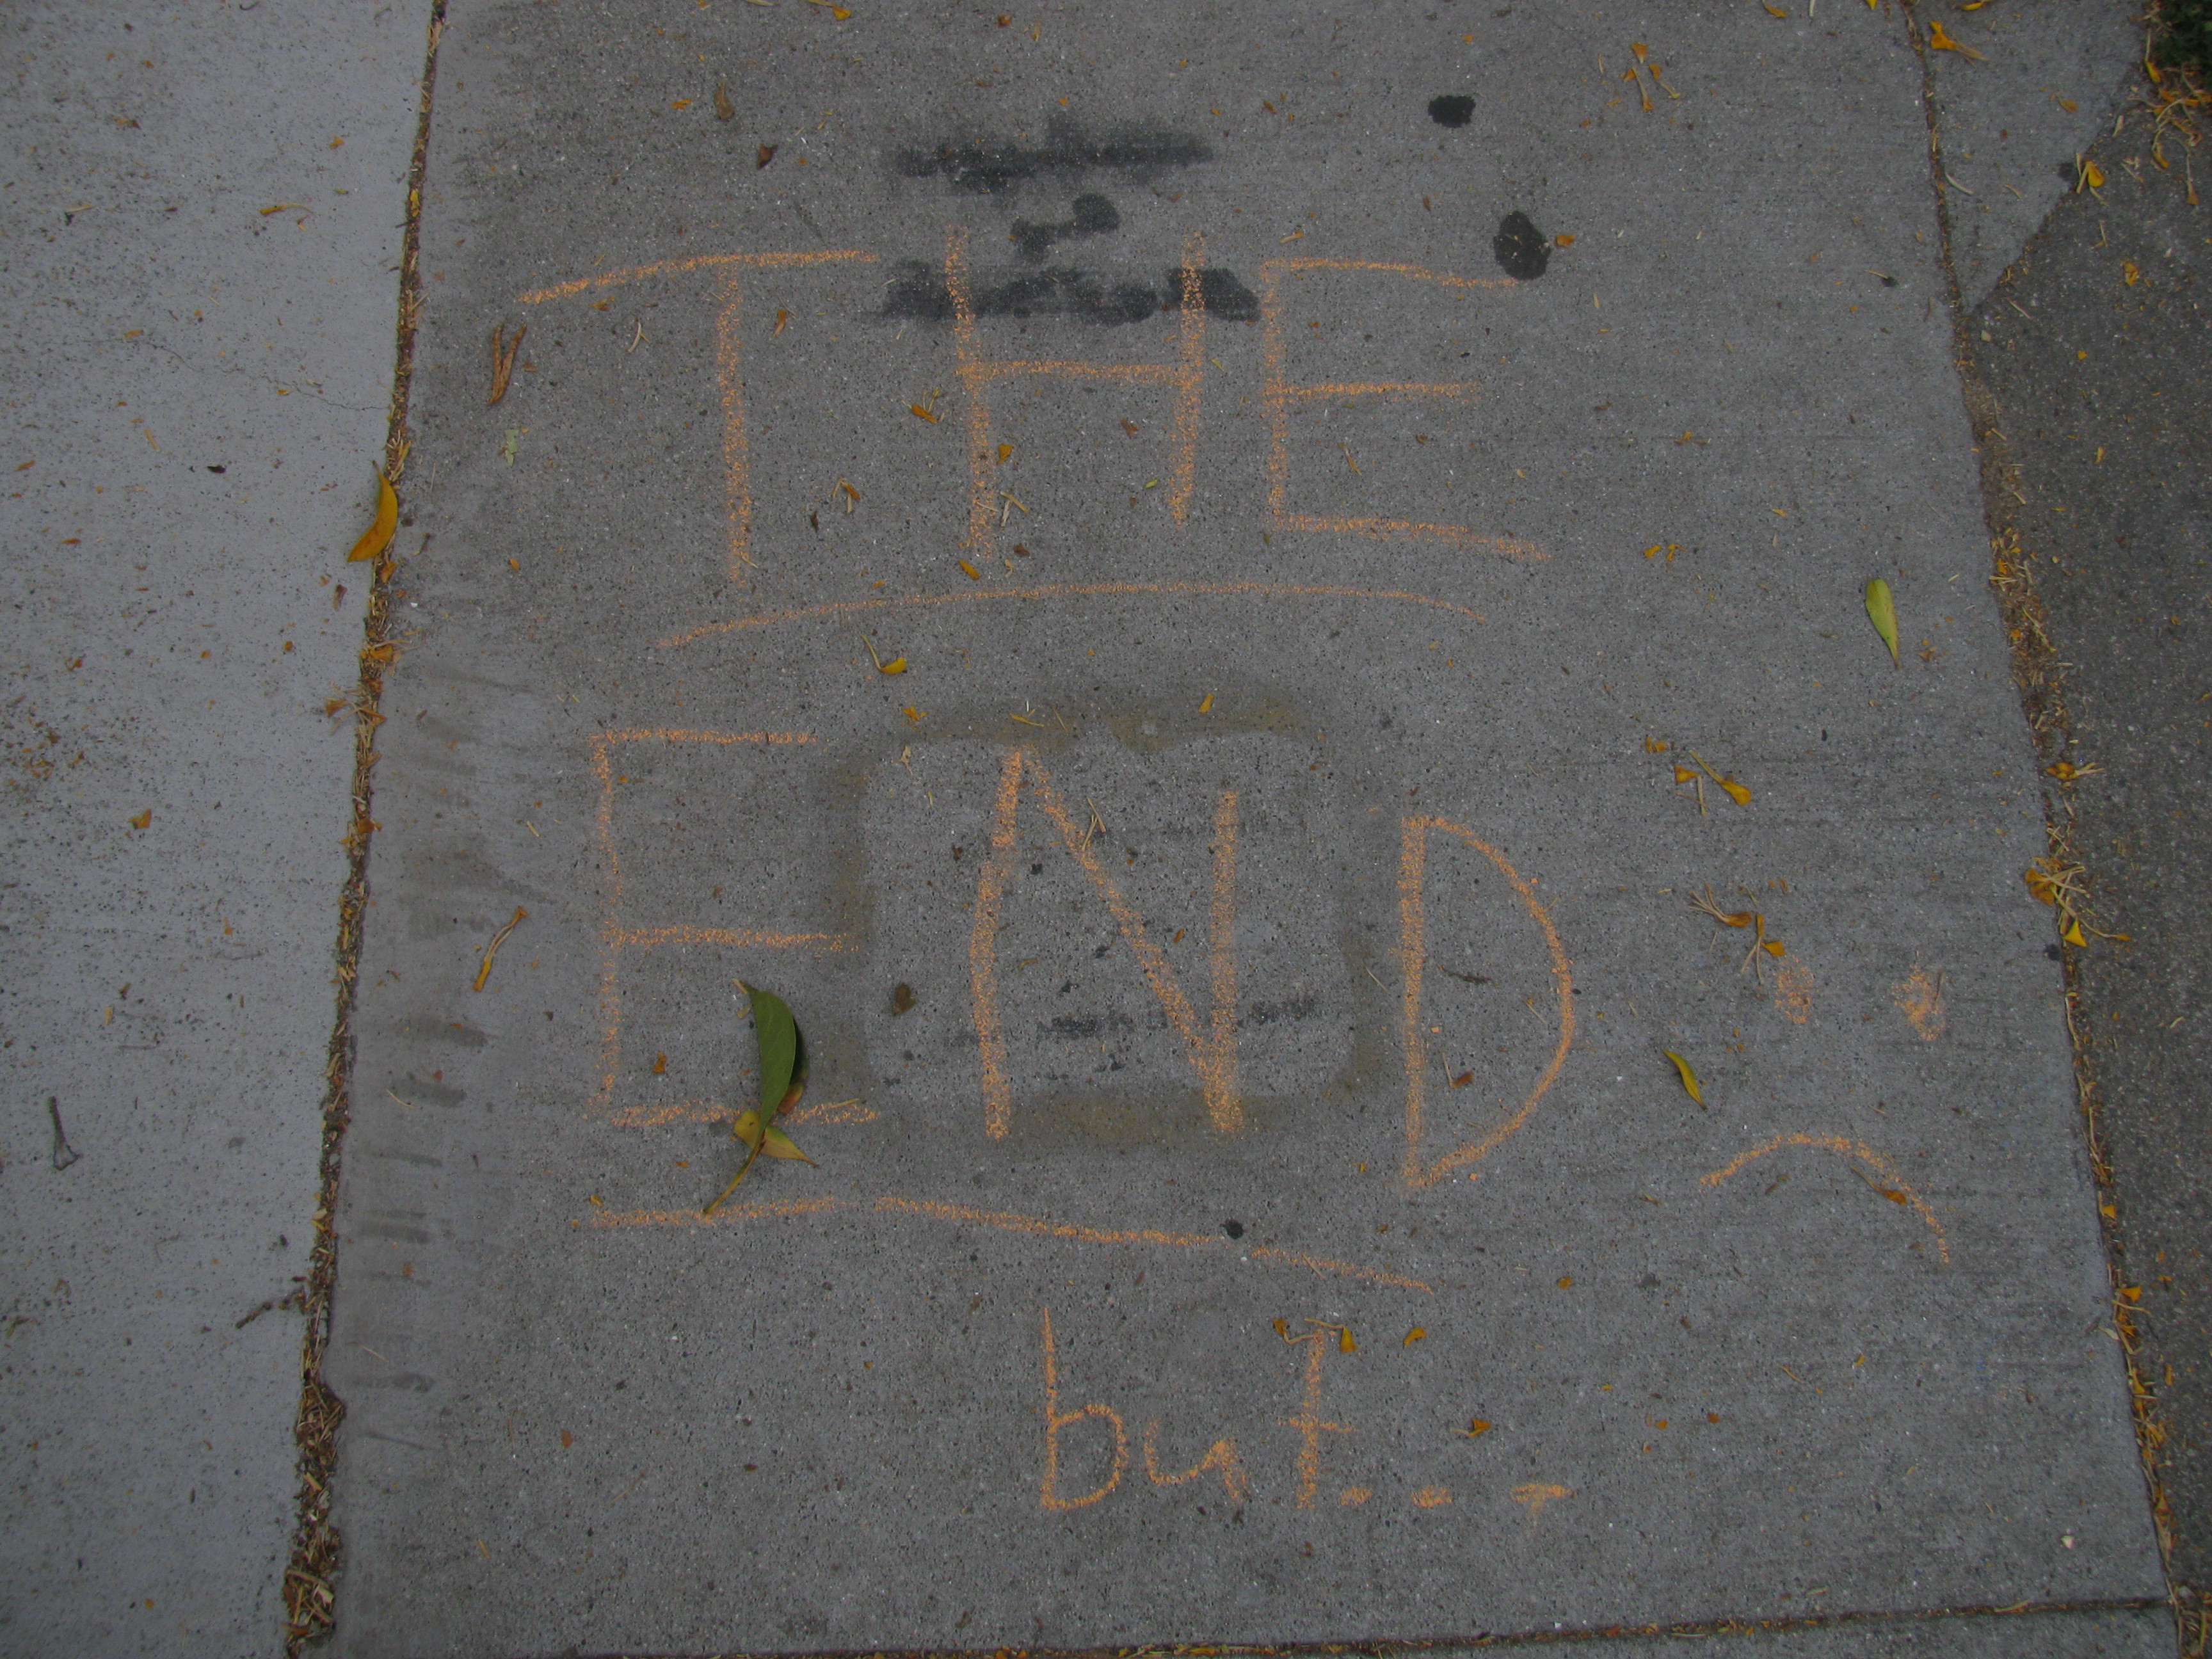 THE
END
but...